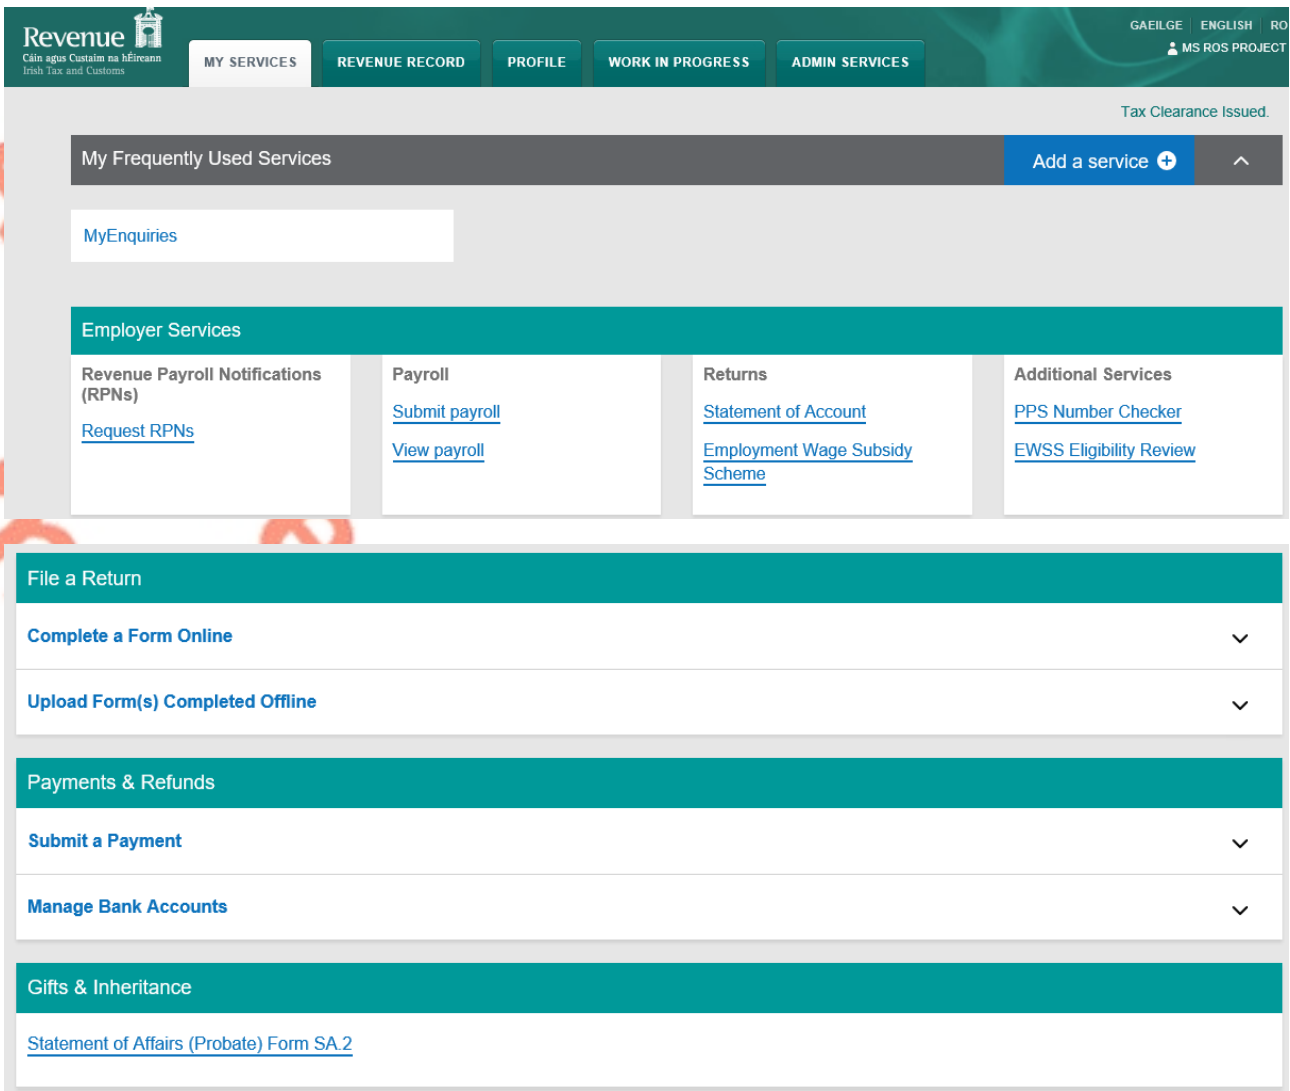 GAEILGE ENGLISH RO
Revenue
Cáin agus Custaim na hÉireann
Irish Tax and Customs
MS ROS PROJECT
MY SERVICES REVENUE RECORD PROFILE WORK IN PROGRESS ADMIN SERVICES
Tax Clearance Issued.
My Frequently Used Services Add a service
MyEnquiries
Employer Services
Revenue Payroll Notifications
(RPNs)
Request RPNs
Payroll
Submit payroll
View payroll
Returns
Statement of Account
Employment Wage Subsidy
Scheme
Additional Services
PPS Number Checker
EWSS Eligibility Review
File a Return
Complete a Form Online
Upload Form(s) Completed Offline
Payments & Refunds
Submit a Payment
Manage Bank Accounts
Gifts & Inheritance
Statement of Affairs (Probate) Form SA.2